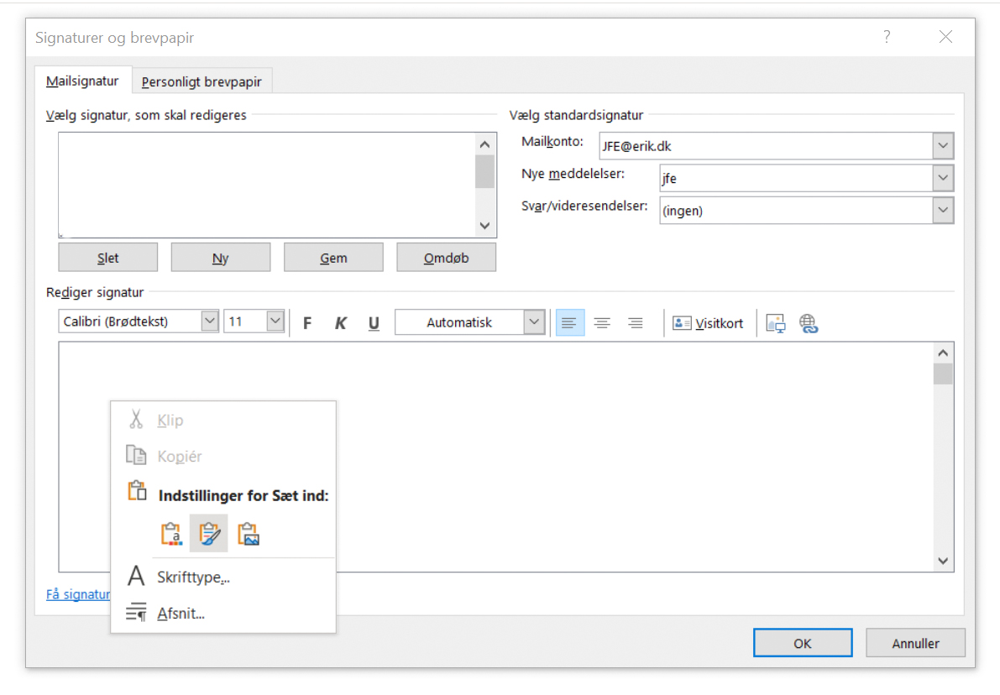 Signaturer og brevpapir
Mailsignatur
Personligt brevpapir
Vælg signatur, som skal redigeres
Vælg standardsignatur
Mailkonto:
JFE@erik.dk
Nye meddelelser:
jfe
Svar/videresendelser:
(ingen)
Slet
Ny
Gem
Omdøb
Rediger signatur
Calibri (Brødtekst)
11
F
K
U
Automatisk
Visitkort
Klip
Kopiér
Indstillinger for Sæt ind:
Skrifttype...
Få signatur
Afsnit...
OK
Annuller